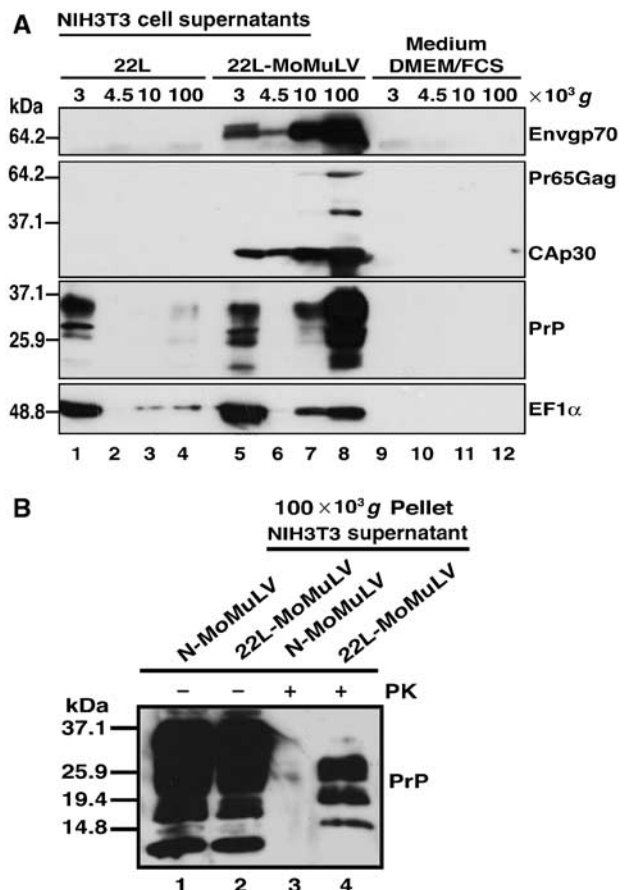 A
NIH3T3 cell supernatants
22L 22L-MoMuLV Medium DMEM/FCS
3 4.5 10 100 3 4.5 10 100 3 4.5 10 100 ×10³ g
kDa
64.2 Envgp70
64.2 Pr65Gag
37.1
CAp30
37.1
25.9 PrP
48.8 EF1α
1 2 3 4 5 6 7 8 9 10 11 12
B
100 ×10³ g Pellet
NIH3T3 supernatant
N-MoMuLV 22L-MoMuLV N-MoMuLV 22L-MoMuLV
– – + + PK
kDa
37.1
25.9 PrP
19.4
14.8
1 2 3 4